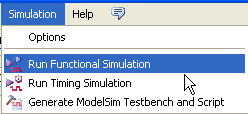 Simulation Help
Options
Run Functional Simulation
Run Timing Simulation
Generate ModelSim Testbench and Script